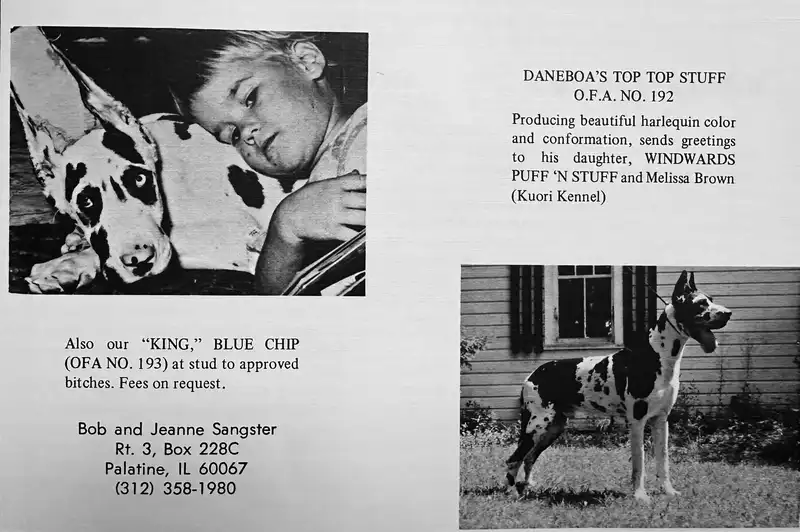 DANEBOA'S TOP TOP STUFF
O.F.A. NO. 192
Producing beautiful harlequin color
and conformation, sends greetings
to his daughter, WINDWARDS
PUFF 'N STUFF and Melissa Brown
(Kuori Kennel)
Also our “KING,” BLUE CHIP
(OFA NO. 193) at stud to approved
bitches. Fees on request.
Bob and Jeanne Sangster
Rt. 3, Box 228C
Palatine, IL 60067
(312) 358-1980